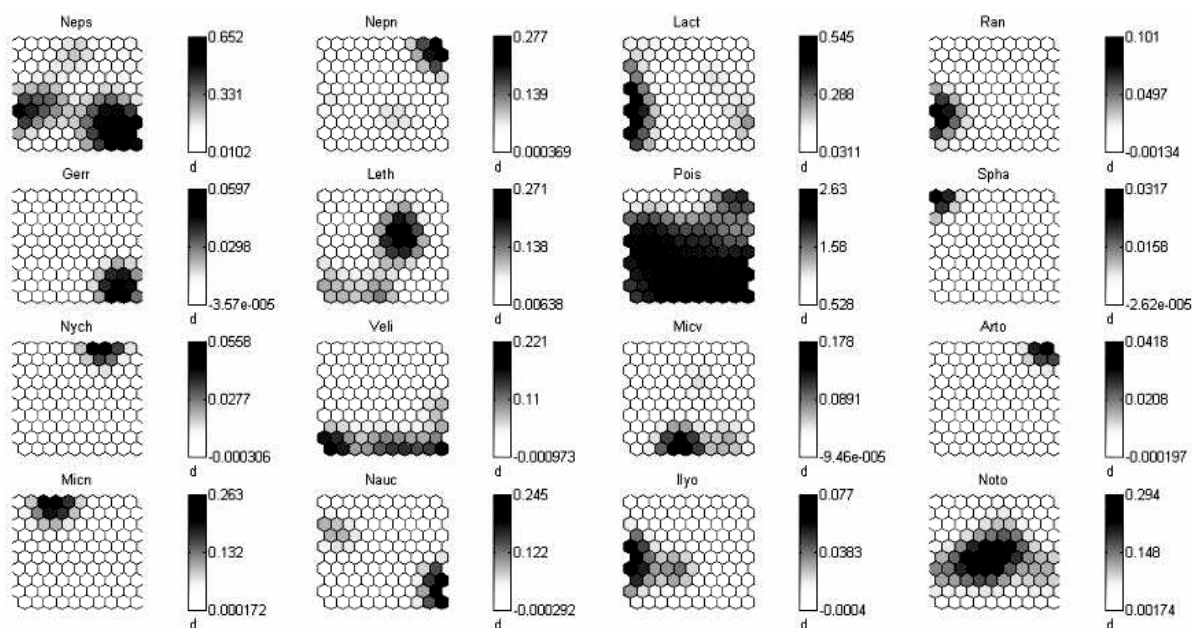 Neps Nepn Lact Ran
0.652 0.277 0.545 0.101
0.331 0.139 0.288 0.0497
0.0102 0.000369 0.0311 -0.00134
d d d d
Gerr Leth Pois Spha
0.0597 0.271 2.63 0.0317
0.0298 0.138 1.58 0.0158
-3.57e-005 0.00638 0.528 -2.62e-005
d d d d
Nych Veli Micv Arto
0.0558 0.221 0.178 0.0418
0.0277 0.11 0.0891 0.0208
-0.000306 -0.000973 -9.46e-005 -0.000197
d d d d
Micn Nauc Ilyo Noto
0.263 0.245 0.077 0.294
0.132 0.122 0.0383 0.148
0.000172 -0.000292 -0.0004 0.00174
d d d d